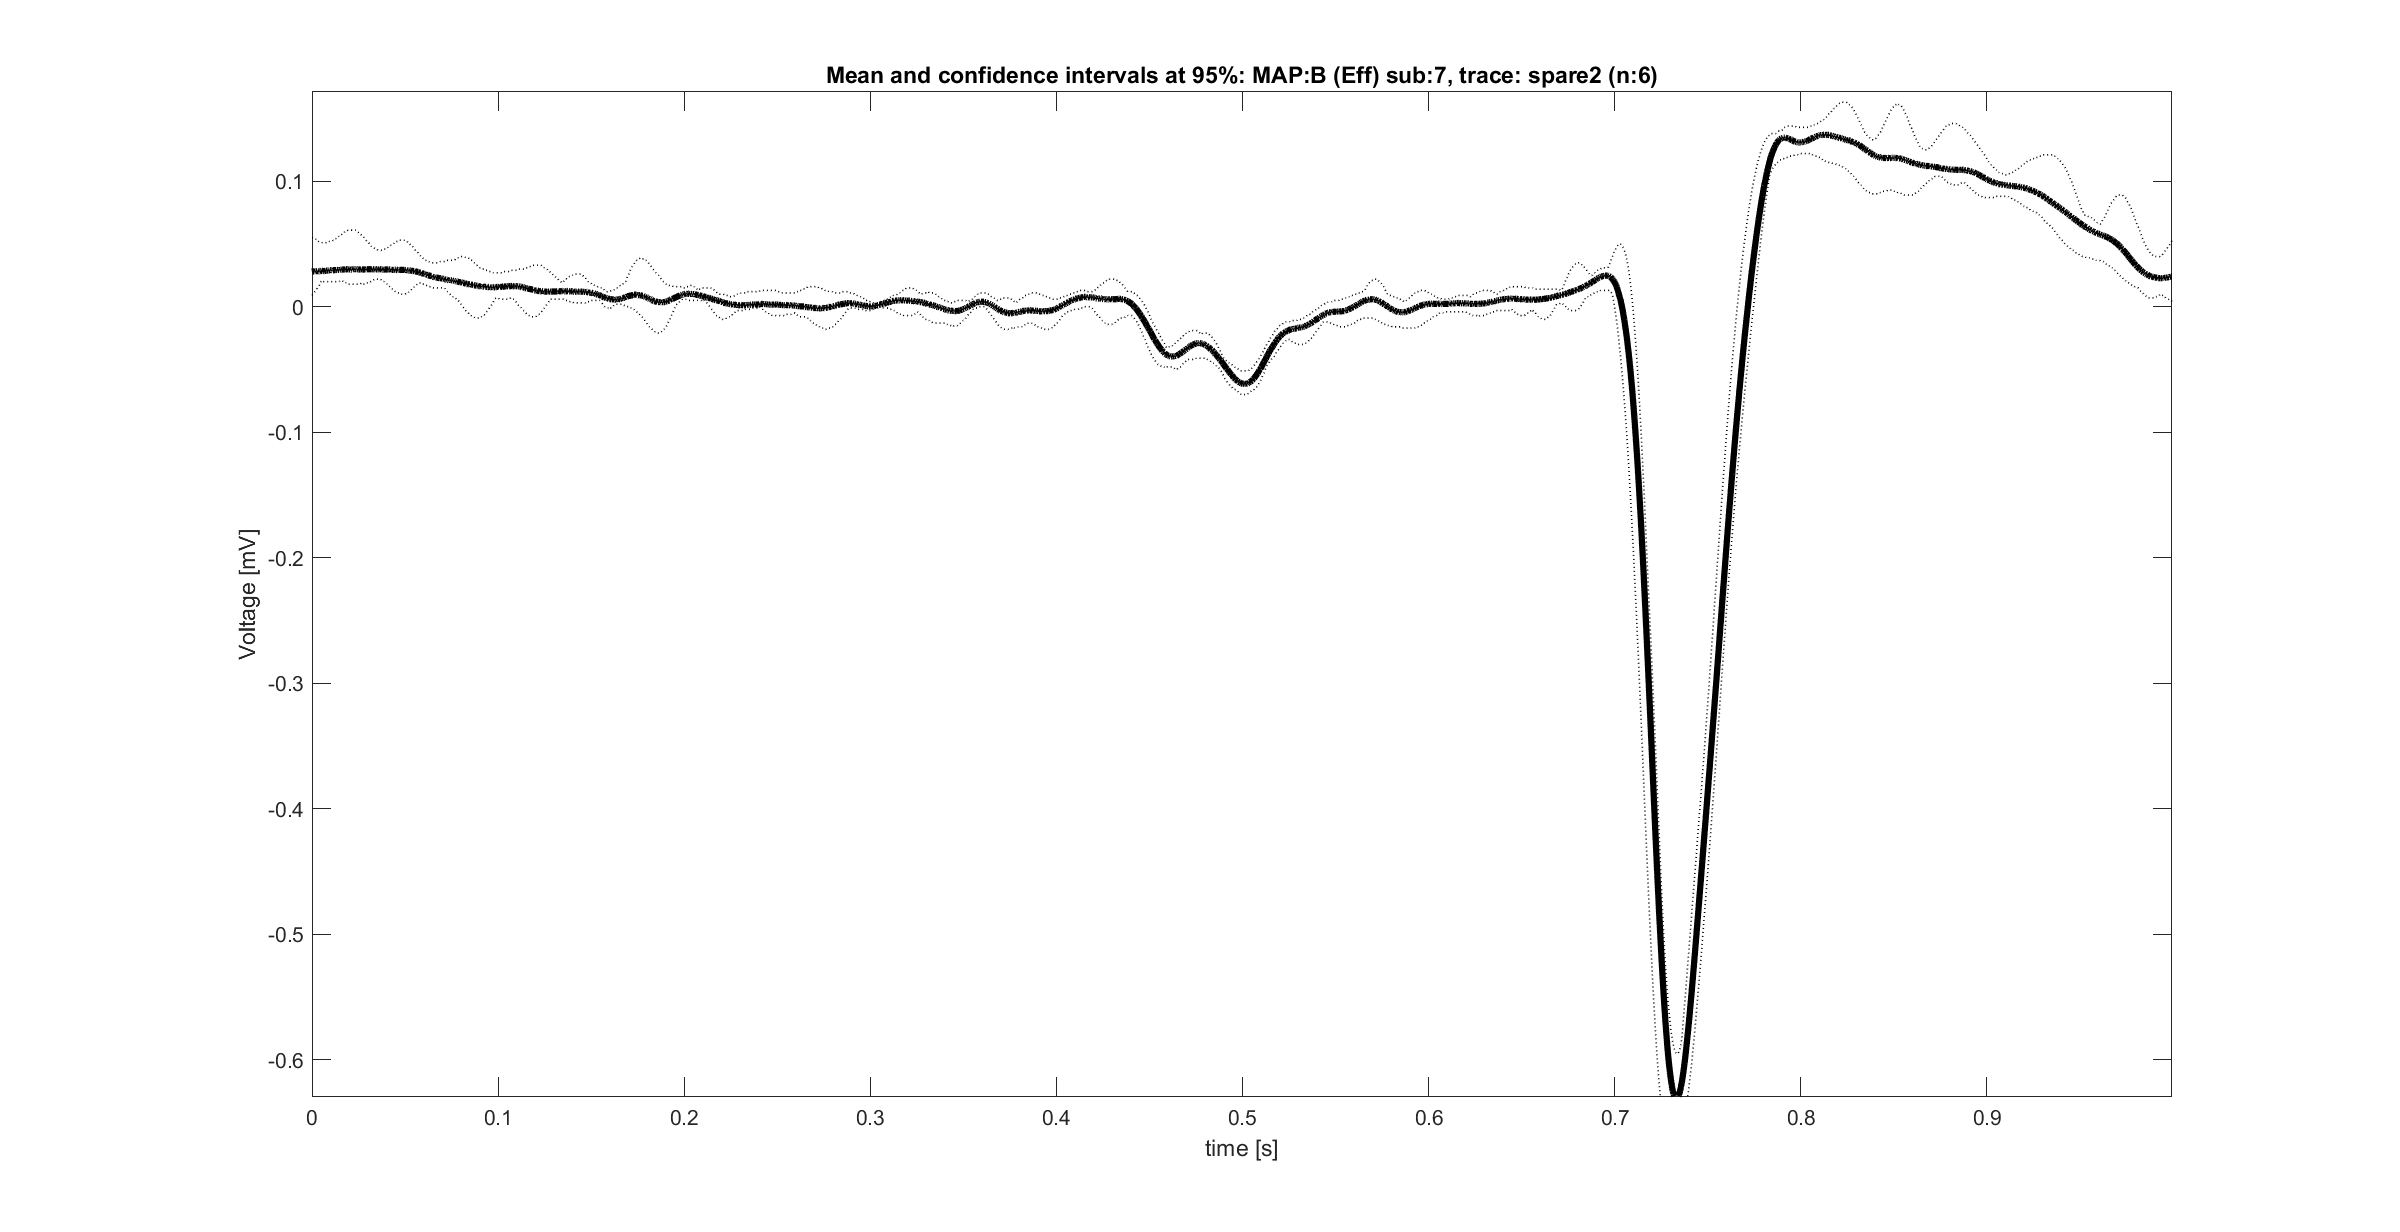 Mean and confidence intervals at 95%: MAP:B (Eff) sub:7, trace: spare2 (n:6)
0.1
0
-0.1
-0.2
-0.3
-0.4
-0.5
-0.6
Voltage [mV]
0 0.1 0.2 0.3 0.4 0.5 0.6 0.7 0.8 0.9
time [s]